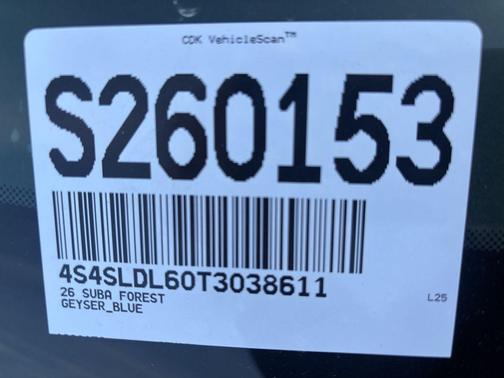 CDK VehicleScan™
S260153
4S4SLDL60T3038611
26 SUBA FOREST
GEYSER_BLUE
L25